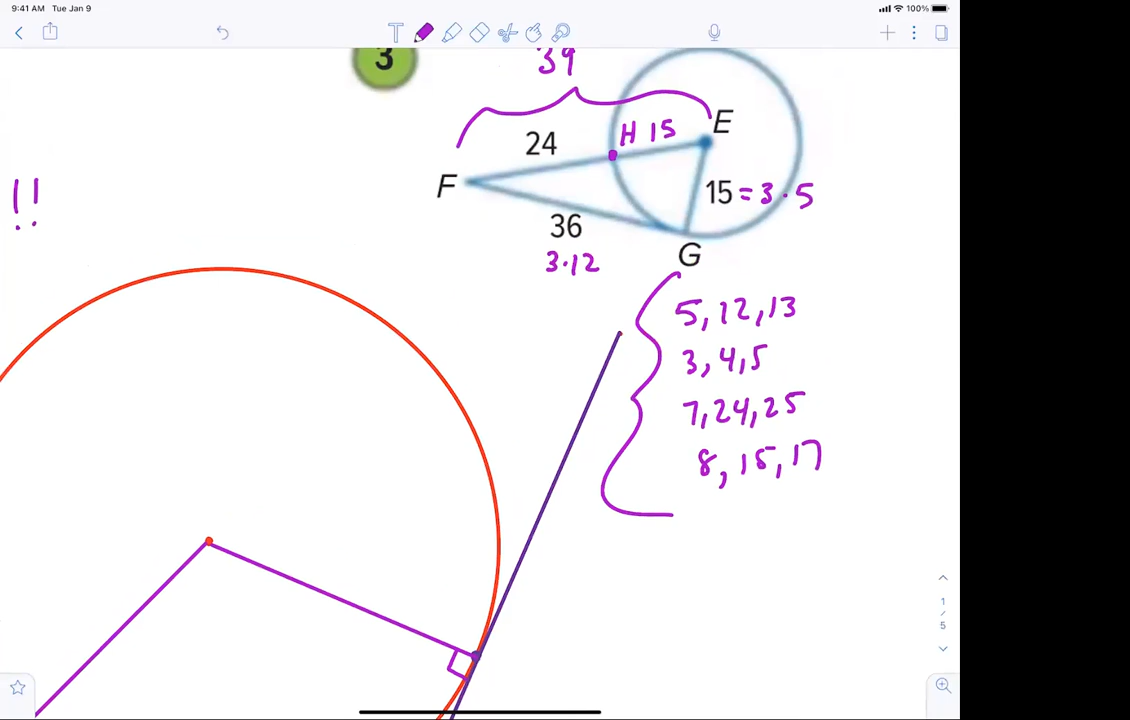 9:41 AM Tue Jan 9
100%
T
3
39
E
H 15
24
F
15 = 3 · 5
36
G
3·12
!!
5, 12, 13
3, 4, 5
7, 24, 25
8, 15, 17
1
/
5